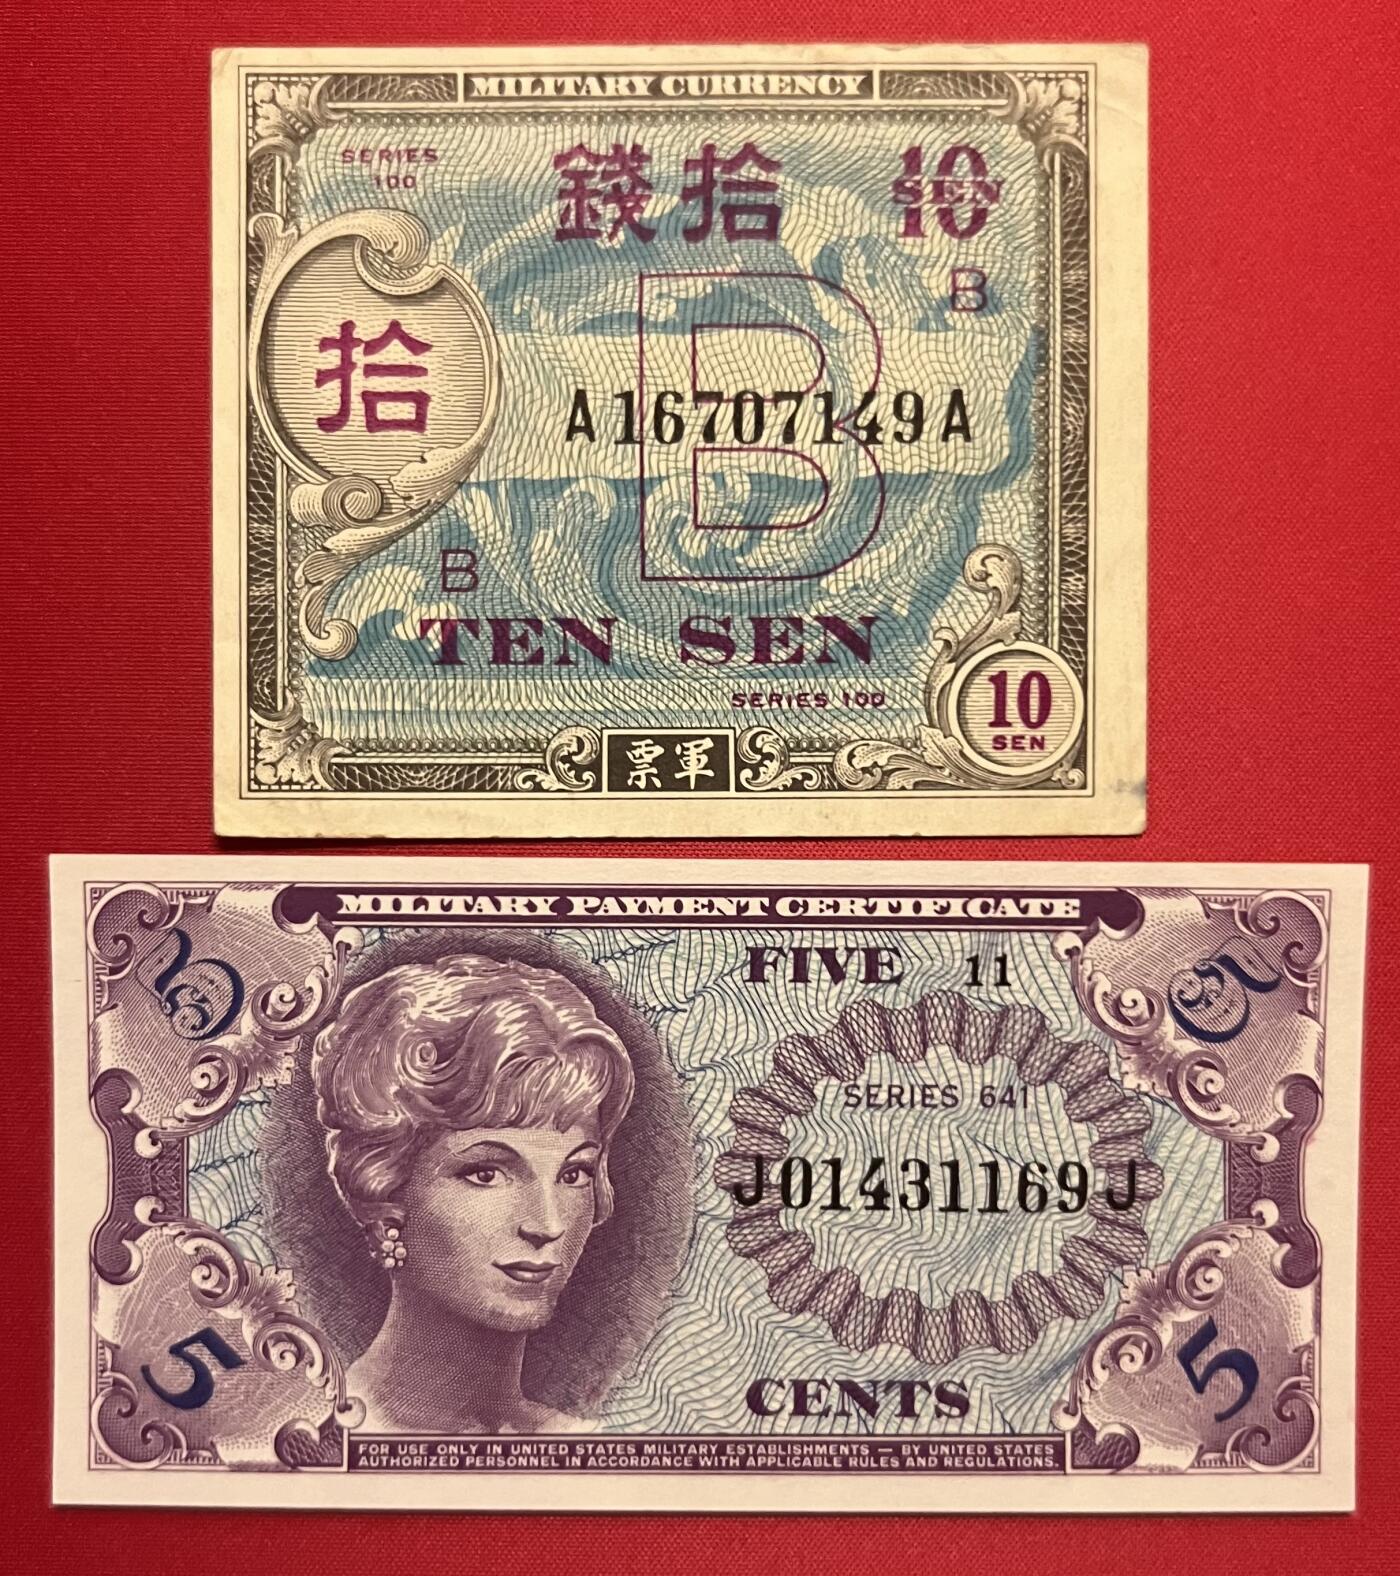 MILITARY CURRENCY
SERIES
100
錢拾
10
SEN
拾
B
B
A16707149A
B
TEN SEN
SERIES 100
10
SEN
票軍
MILITARY PAYMENT CERTIFICATE
5
FIVE 11
5
SERIES 641
J01431169J
5
CENTS
5
FOR USE ONLY IN UNITED STATES MILITARY ESTABLISHMENTS — BY UNITED STATES
AUTHORIZED PERSONNEL IN ACCORDANCE WITH APPLICABLE RULES AND REGULATIONS.